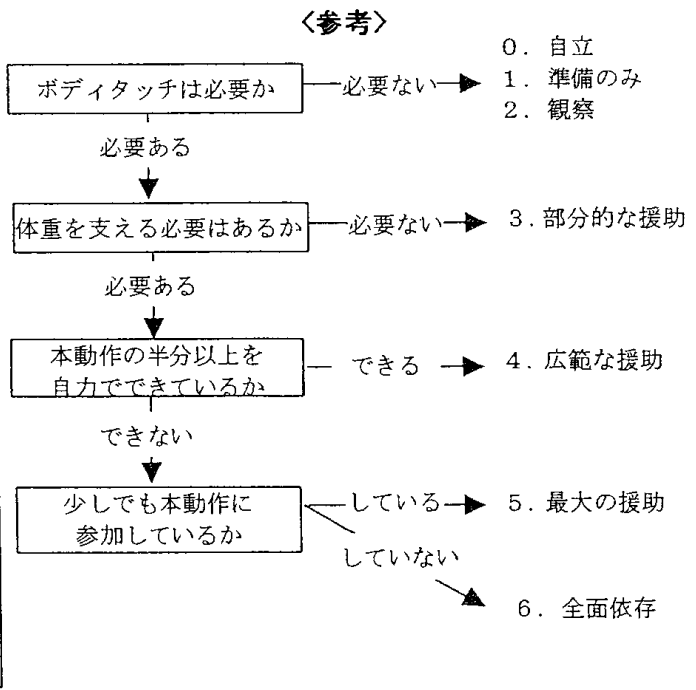 〈参考〉
ボディタッチは必要か
必要ない
０．自立
１．準備のみ
２．観察
必要ある
体重を支える必要はあるか
必要ない
３．部分的な援助
必要ある
本動作の半分以上を
自力でできているか
できる
４．広範な援助
できない
少しでも本動作に
参加しているか
している
５．最大の援助
していない
６．全面依存